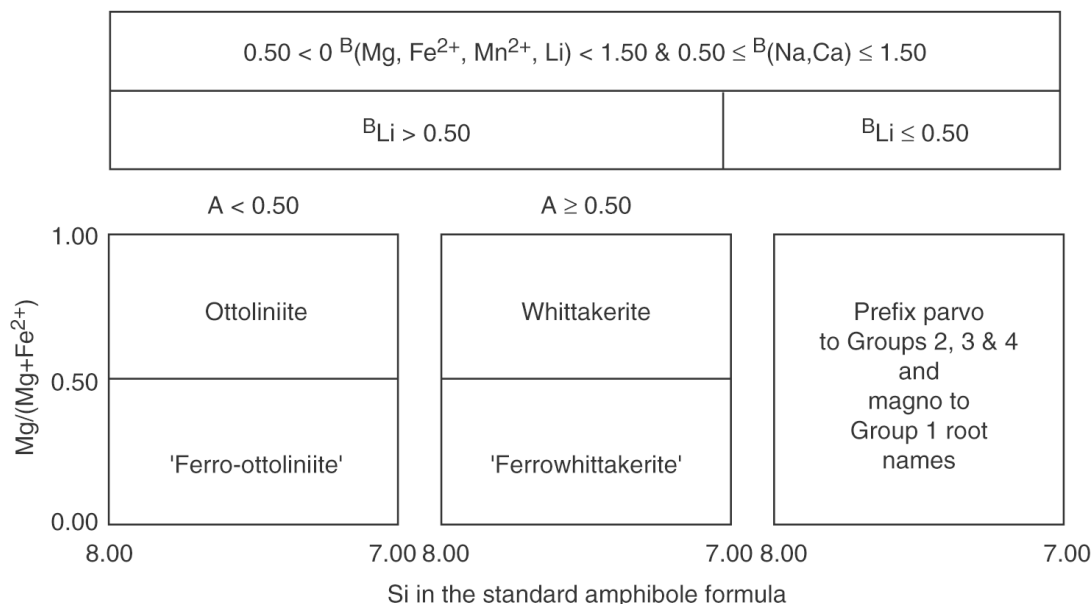 0.50 < 0 ᴮ(Mg, Fe²⁺, Mn²⁺, Li) < 1.50 & 0.50 ≤ ᴮ(Na,Ca) ≤ 1.50
ᴮLi > 0.50
ᴮLi ≤ 0.50
A < 0.50
A ≥ 0.50
Mg/(Mg+Fe²⁺)
1.00
0.50
0.00
Ottoliniite
'Ferro-ottoliniite'
Whittakerite
'Ferrowhittakerite'
Prefix parvo
to Groups 2, 3 & 4
and
magno to
Group 1 root
names
8.00 7.00 8.00 7.00 8.00 7.00
Si in the standard amphibole formula